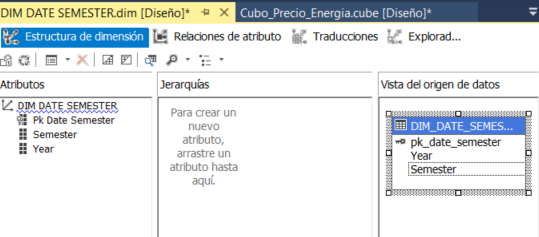 DIM DATE SEMESTER.dim [Diseño]*
Cubo_Precio_Energia.cube [Diseño]*
Estructura de dimensión
Relaciones de atributo
Traducciones
Explorad...
Atributos
DIM DATE SEMESTER
Pk Date Semester
Semester
Year
Jerarquías
Para crear un
nuevo
atributo,
arrastre un
atributo hasta
aquí.
Vista del origen de datos
DIM_DATE_SEMES...
pk_date_semester
Year
Semester